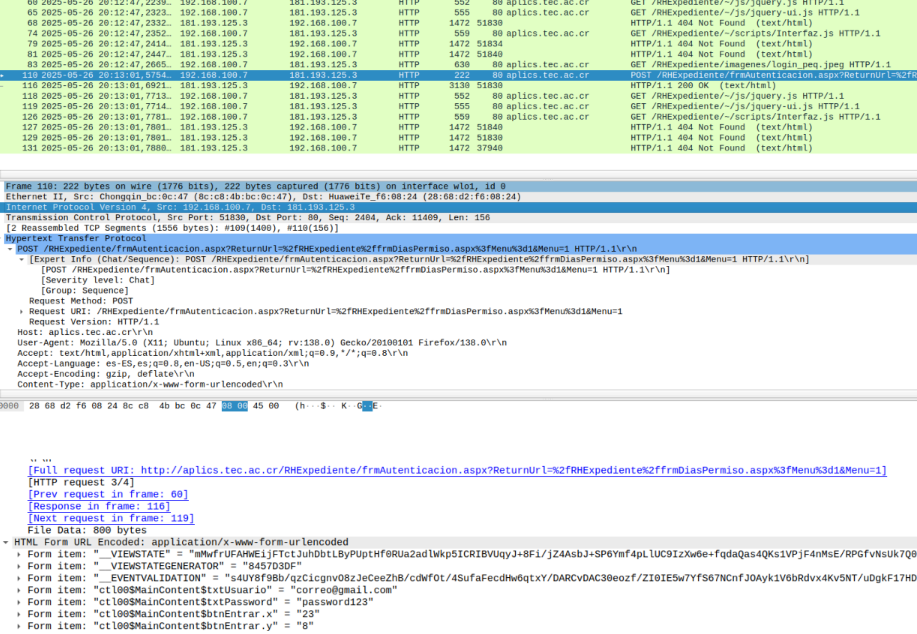 60 2025-05-26 20:12:47,2239… 192.168.100.7 181.193.125.3 HTTP 552 80 aplics.tec.ac.cr GET /RHExpediente/~/js/jquery.js HTTP/1.1
65 2025-05-26 20:12:47,2323… 192.168.100.7 181.193.125.3 HTTP 555 80 aplics.tec.ac.cr GET /RHExpediente/~/js/jquery-ui.js HTTP/1.1
68 2025-05-26 20:12:47,2332… 181.193.125.3 192.168.100.7 HTTP 1472 51830 HTTP/1.1 404 Not Found (text/html)
74 2025-05-26 20:12:47,2352… 192.168.100.7 181.193.125.3 HTTP 559 80 aplics.tec.ac.cr GET /RHExpediente/~/scripts/Interfaz.js HTTP/1.1
79 2025-05-26 20:12:47,2414… 181.193.125.3 192.168.100.7 HTTP 1472 51834 HTTP/1.1 404 Not Found (text/html)
81 2025-05-26 20:12:47,2447… 181.193.125.3 192.168.100.7 HTTP 1472 51840 HTTP/1.1 404 Not Found (text/html)
83 2025-05-26 20:12:47,2665… 192.168.100.7 181.193.125.3 HTTP 630 80 aplics.tec.ac.cr GET /RHExpediente/imagenes/login_peq.jpeg HTTP/1.1
110 2025-05-26 20:13:01,5754… 192.168.100.7 181.193.125.3 HTTP 222 80 aplics.tec.ac.cr POST /RHExpediente/frmAutenticacion.aspx?ReturnUrl=%2fR
116 2025-05-26 20:13:01,6921… 181.193.125.3 192.168.100.7 HTTP 3130 51830 HTTP/1.1 200 OK (text/html)
118 2025-05-26 20:13:01,7713… 192.168.100.7 181.193.125.3 HTTP 552 80 aplics.tec.ac.cr GET /RHExpediente/~/js/jquery.js HTTP/1.1
119 2025-05-26 20:13:01,7714… 192.168.100.7 181.193.125.3 HTTP 555 80 aplics.tec.ac.cr GET /RHExpediente/~/js/jquery-ui.js HTTP/1.1
126 2025-05-26 20:13:01,7781… 192.168.100.7 181.193.125.3 HTTP 559 80 aplics.tec.ac.cr GET /RHExpediente/~/scripts/Interfaz.js HTTP/1.1
127 2025-05-26 20:13:01,7801… 181.193.125.3 192.168.100.7 HTTP 1472 51840 HTTP/1.1 404 Not Found (text/html)
129 2025-05-26 20:13:01,7801… 181.193.125.3 192.168.100.7 HTTP 1472 51830 HTTP/1.1 404 Not Found (text/html)
131 2025-05-26 20:13:01,7880… 181.193.125.3 192.168.100.7 HTTP 1472 37940 HTTP/1.1 404 Not Found (text/html)
Frame 110: 222 bytes on wire (1776 bits), 222 bytes captured (1776 bits) on interface wlo1, id 0
Ethernet II, Src: Chongqin_bc:0c:47 (8c:c8:4b:bc:0c:47), Dst: HuaweiTe_f6:08:24 (28:68:d2:f6:08:24)
Internet Protocol Version 4, Src: 192.168.100.7, Dst: 181.193.125.3
Transmission Control Protocol, Src Port: 51830, Dst Port: 80, Seq: 2404, Ack: 11409, Len: 156
[2 Reassembled TCP Segments (1556 bytes): #109(1400), #110(156)]
Hypertext Transfer Protocol
POST /RHExpediente/frmAutenticacion.aspx?ReturnUrl=%2fRHExpediente%2ffrmDiasPermiso.aspx%3fMenu%3d1&Menu=1 HTTP/1.1\r\n
[Expert Info (Chat/Sequence): POST /RHExpediente/frmAutenticacion.aspx?ReturnUrl=%2fRHExpediente%2ffrmDiasPermiso.aspx%3fMenu%3d1&Menu=1 HTTP/1.1\r\n]
[POST /RHExpediente/frmAutenticacion.aspx?ReturnUrl=%2fRHExpediente%2ffrmDiasPermiso.aspx%3fMenu%3d1&Menu=1 HTTP/1.1\r\n]
[Severity level: Chat]
[Group: Sequence]
Request Method: POST
Request URI: /RHExpediente/frmAutenticacion.aspx?ReturnUrl=%2fRHExpediente%2ffrmDiasPermiso.aspx%3fMenu%3d1&Menu=1
Request Version: HTTP/1.1
Host: aplics.tec.ac.cr\r\n
User-Agent: Mozilla/5.0 (X11; Ubuntu; Linux x86_64; rv:138.0) Gecko/20100101 Firefox/138.0\r\n
Accept: text/html,application/xhtml+xml,application/xml;q=0.9,*/*;q=0.8\r\n
Accept-Language: es-ES,es;q=0.8,en-US;q=0.5,en;q=0.3\r\n
Accept-Encoding: gzip, deflate\r\n
Content-Type: application/x-www-form-urlencoded\r\n
0000 28 68 d2 f6 08 24 8c c8 4b bc 0c 47 08 00 45 00 (h···$·· K··G··E·
[Full request URI: http://aplics.tec.ac.cr/RHExpediente/frmAutenticacion.aspx?ReturnUrl=%2fRHExpediente%2ffrmDiasPermiso.aspx%3fMenu%3d1&Menu=1]
[HTTP request 3/4]
[Prev request in frame: 60]
[Response in frame: 116]
[Next request in frame: 119]
File Data: 800 bytes
HTML Form URL Encoded: application/x-www-form-urlencoded
Form item: "__VIEWSTATE" = "mMwfrUFAHWEijFTctJuhDbtLByPUptHf0RUa2adlWkp5ICRIBVUqyJ+8Fi/jZ4AsbJ+SP6Ymf4pLlUC9IzXw6e+fqdaQas4QKs1VPjF4nMsE/RPGfvNsUk7Q0
Form item: "__VIEWSTATEGENERATOR" = "8457D3DF"
Form item: "__EVENTVALIDATION" = "s4UY8f9Bb/qzCicgnvO8zJeCeeZhB/cdWfOt/4SufaFecdHw6qtxY/DARCvDAC30eozf/ZI0IE5w7YfS67NCnfJOAyk1V6bRdvx4Kv5NT/uDgkF17HD
Form item: "ctl00$MainContent$txtUsuario" = "correo@gmail.com"
Form item: "ctl00$MainContent$txtPassword" = "password123"
Form item: "ctl00$MainContent$btnEntrar.x" = "23"
Form item: "ctl00$MainContent$btnEntrar.y" = "8"